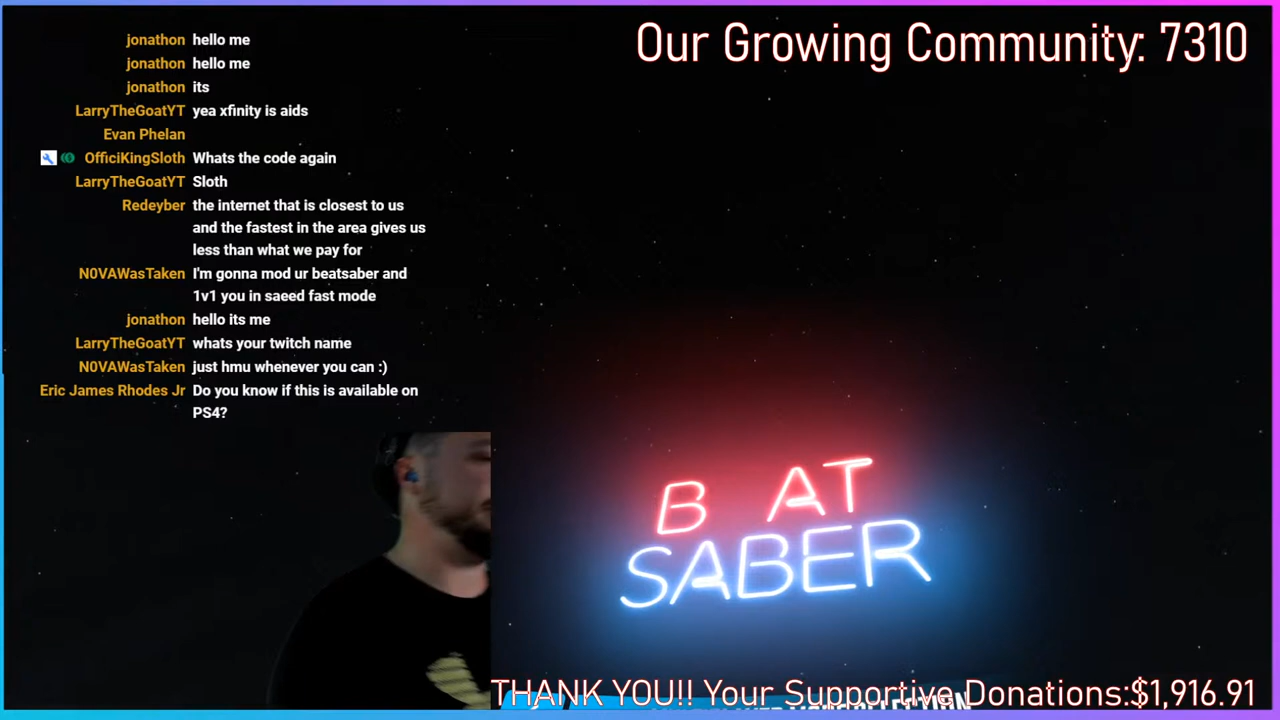 Our Growing Community: 7310
jonathon hello me
jonathon hello me
jonathon its
LarryTheGoatYT yea xfinity is aids
Evan Phelan
OfficiKingSloth Whats the code again
LarryTheGoatYT Sloth
Redeyber the internet that is closest to us
and the fastest in the area gives us
less than what we pay for
N0VAWasTaken I'm gonna mod ur beatsaber and
1v1 you in saeed fast mode
jonathon hello its me
LarryTheGoatYT whats your twitch name
N0VAWasTaken just hmu whenever you can :)
Eric James Rhodes Jr Do you know if this is available on
PS4?
B AT
SABER
THANK YOU!! Your Supportive Donations:$1,916.91